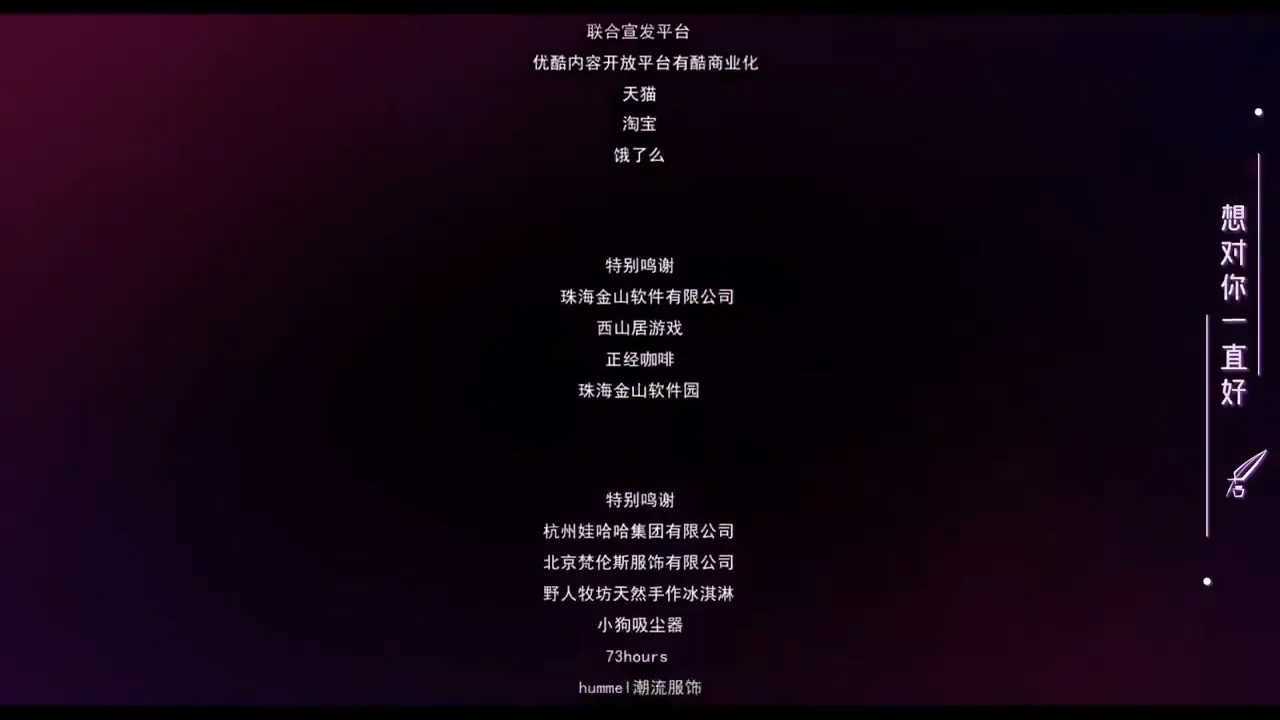 联合宣发平台
优酷内容开放平台有酷商业化
天猫
淘宝
饿了么
特别鸣谢
珠海金山软件有限公司
西山居游戏
正经咖啡
珠海金山软件园
特别鸣谢
杭州娃哈哈集团有限公司
北京梵伦斯服饰有限公司
野人牧坊天然手作冰淇淋
小狗吸尘器
73hours
hummel潮流服饰
想对你一直好